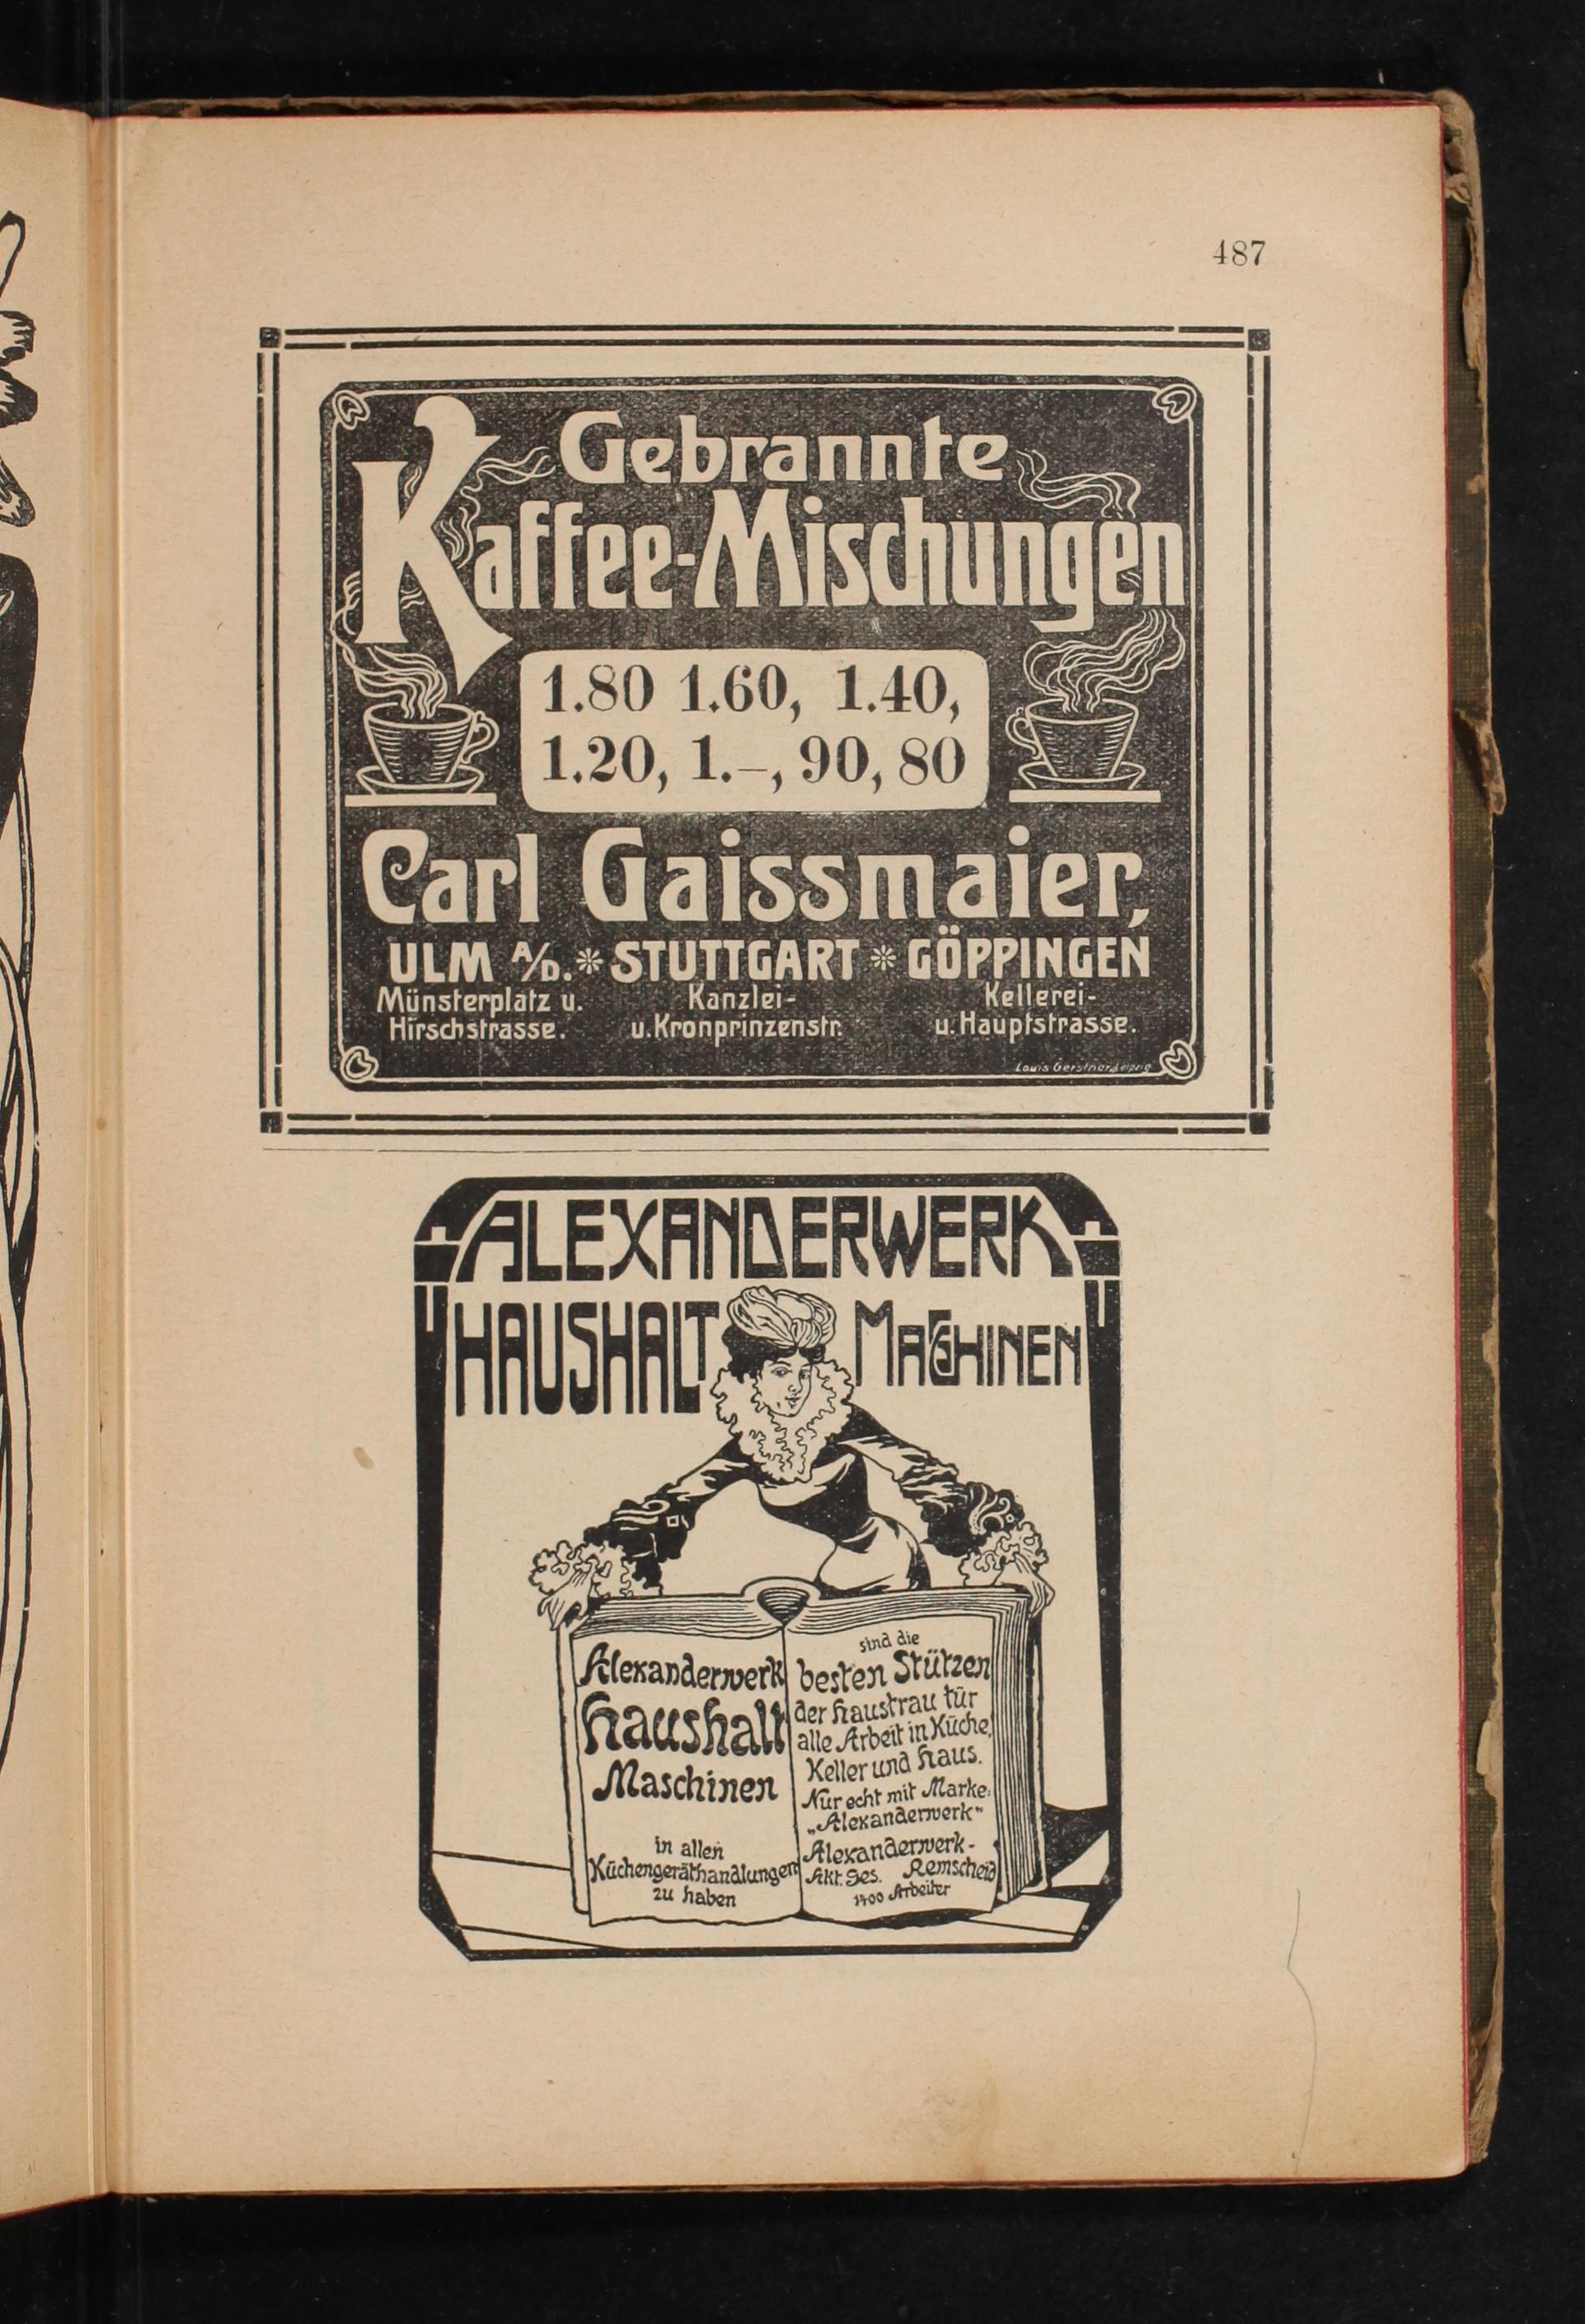 487
Gebrannte
Kaffee-Mischungen
1.80 1.60, 1.40,
1.20, 1.–, 90, 80
Carl Gaissmaier,
ULM A/D. * STUTTGART * GÖPPINGEN
Münsterplatz u. Kanzlei- Kellerei-
Hirschstrasse. u. Kronprinzenstr. u. Hauptstrasse.
Louis Gerstner, Leipzig
ALEXANDERWERK
HAUSHALT MASCHINEN
Alexanderwerk
Haushalt
Maschinen
in allen
Küchengeräthandlungen
zu haben
sind die
besten Stützen
der Hausfrau für
alle Arbeit in Küche,
Keller und Haus.
Nur echt mit Marke:
„Alexanderwerk"
Alexanderwerk-
Akt. Ges. Remscheid
1400 Arbeiter